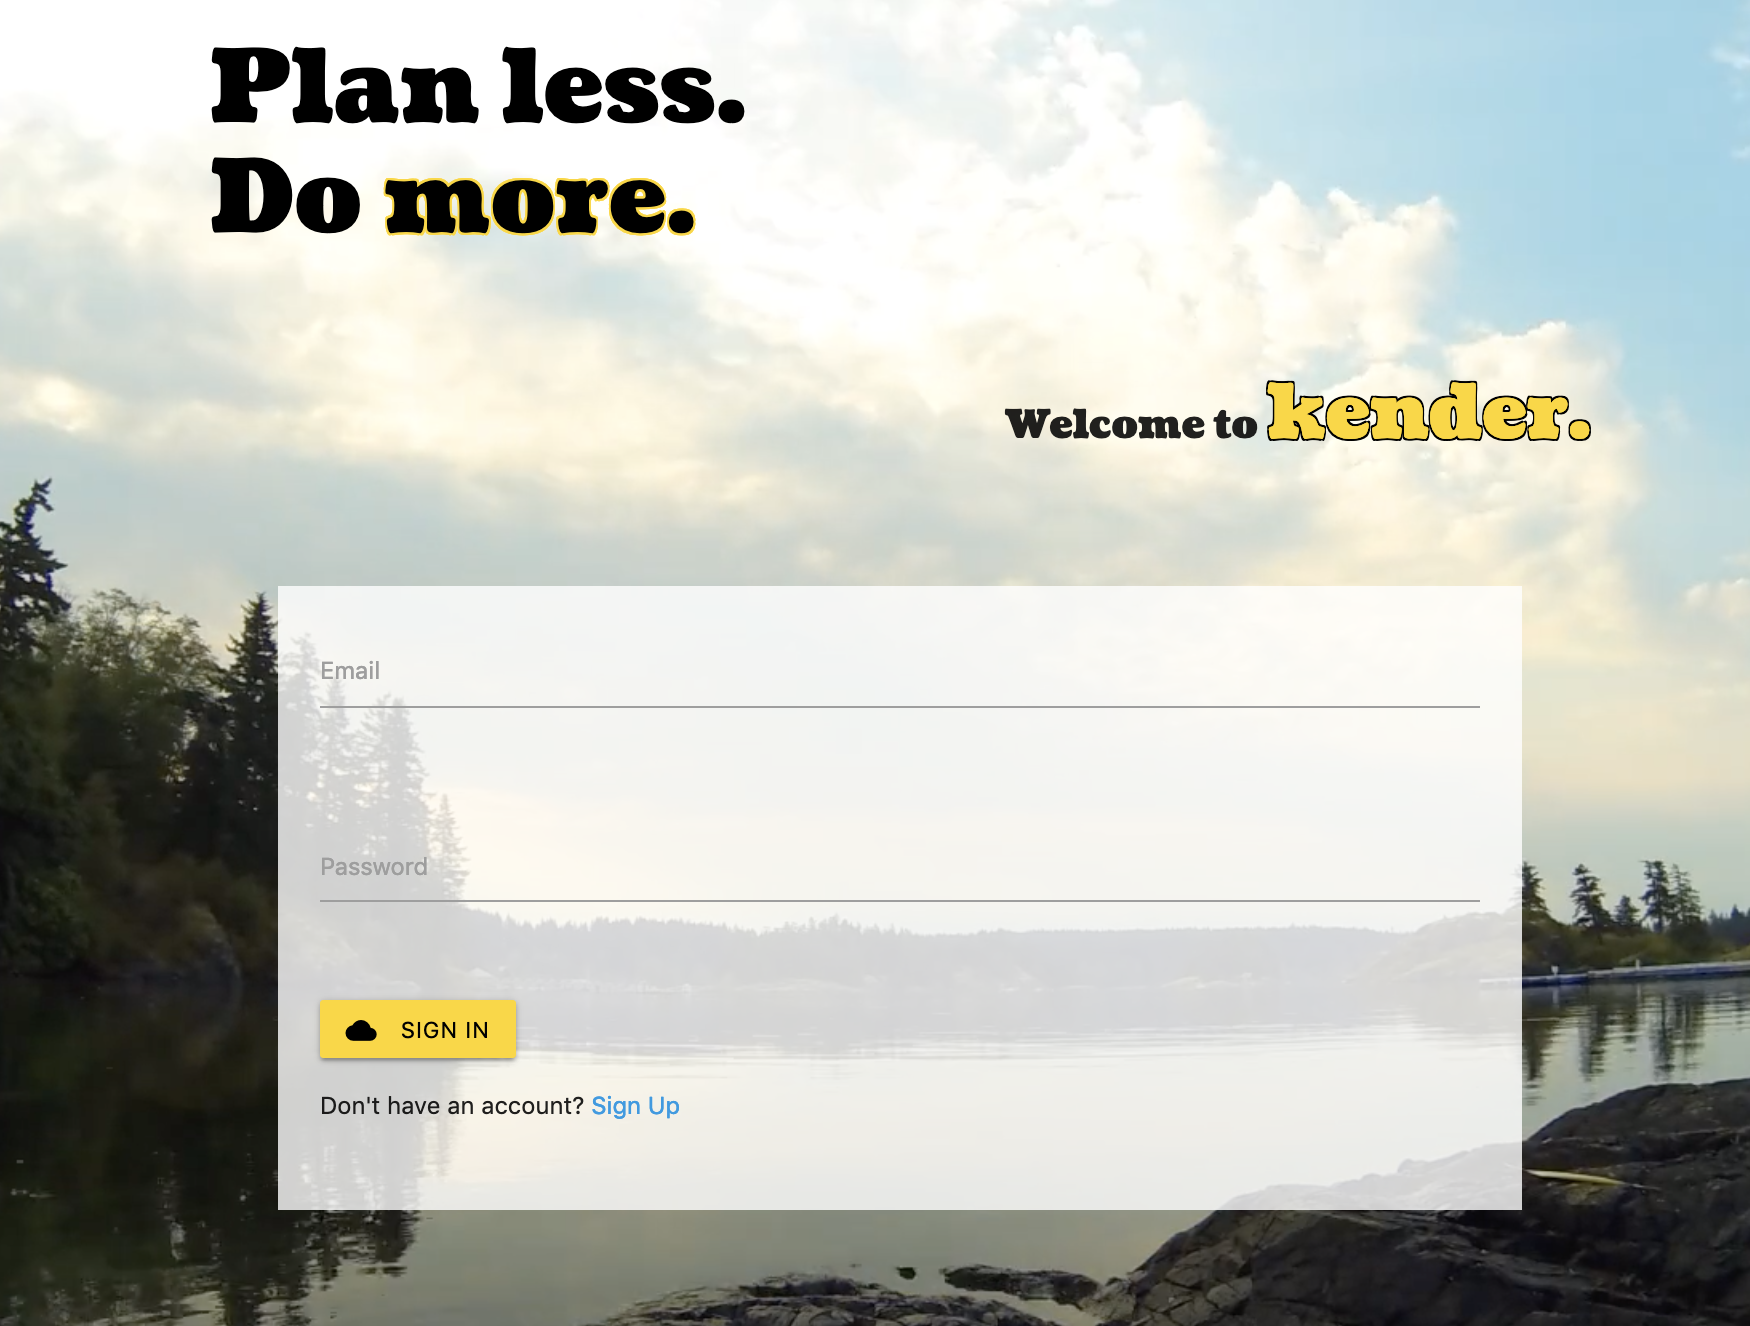 Plan less.
Do more.
Welcome to kender.
Email
Password
SIGN IN
Don't have an account? Sign Up